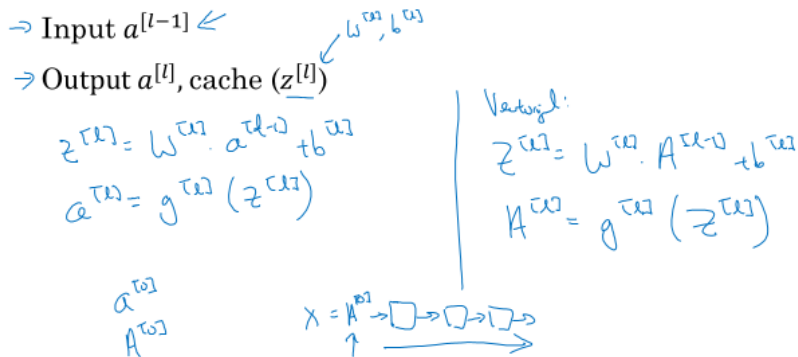 → Input a^[l-1] ←
w^[l], b^[l]
→ Output a^[l], cache (z^[l])
z^[l] = W^[l] · a^[l-1] + b^[l]
a^[l] = g^[l] (z^[l])
Vectorized:
Z^[l] = W^[l] · A^[l-1] + b^[l]
A^[l] = g^[l] (Z^[l])
a^[0]
A^[0]
X = A^[0] → □ → □ → □ →